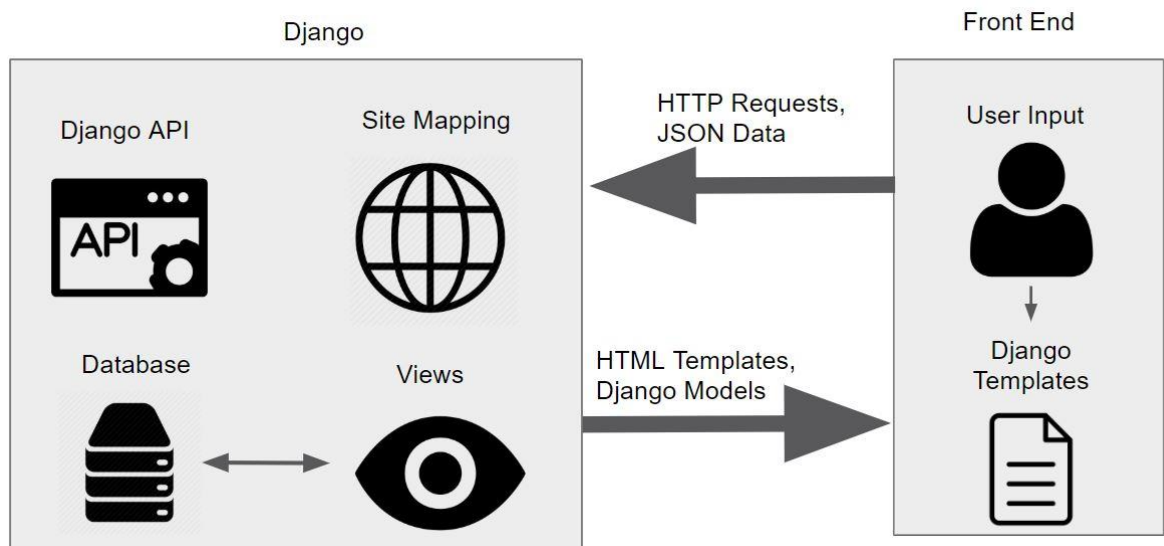 Django
Front End
Django API
Site Mapping
HTTP Requests,
JSON Data
User Input
API
Database
Views
HTML Templates,
Django Models
Django
Templates